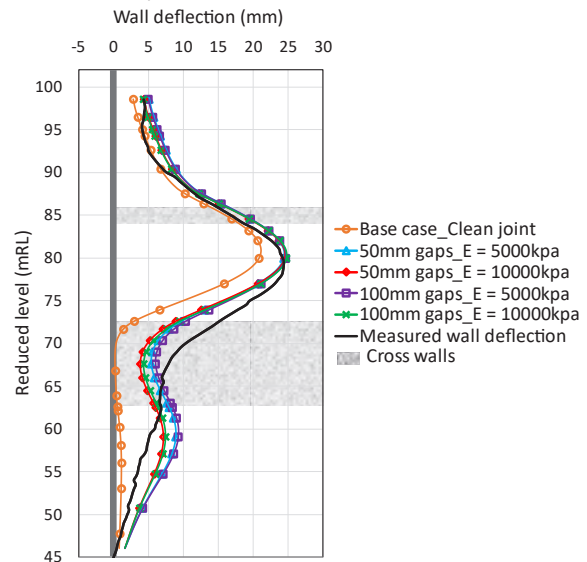 Wall deflection (mm)
-5 0 5 10 15 20 25 30
100
95
90
85
80
75
70
65
60
55
50
45
Reduced level (mRL)
Base case_Clean joint
50mm gaps_E = 5000kpa
50mm gaps_E = 10000kpa
100mm gaps_E = 5000kpa
100mm gaps_E = 10000kpa
Measured wall deflection
Cross walls